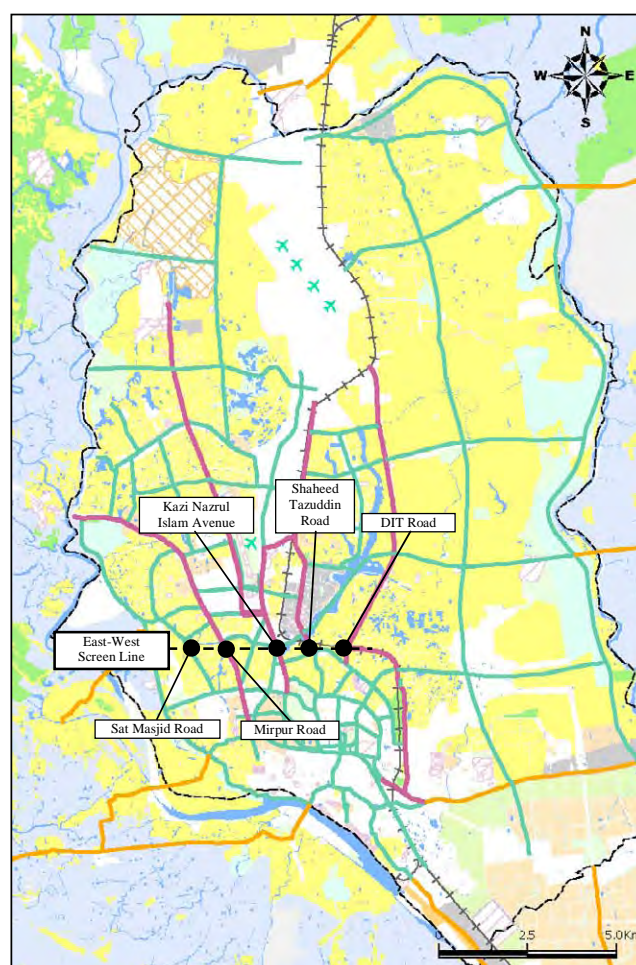 N
W E
S
Kazi Nazrul
Islam Avenue
Shaheed
Tazuddin
Road
DIT Road
East-West
Screen Line
Sat Masjid Road
Mirpur Road
0 2.5 5.0Km